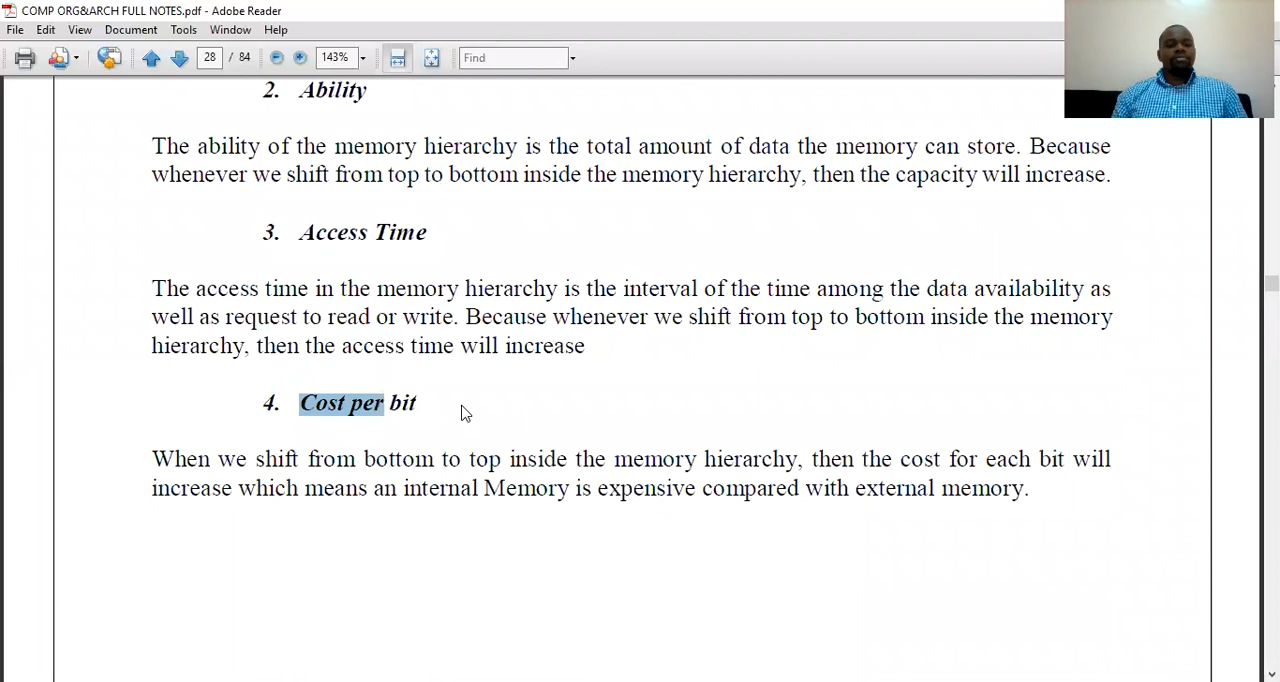 COMP ORG&ARCH FULL NOTES.pdf - Adobe Reader
File Edit View Document Tools Window Help
28 / 84 143% Find
2. Ability
The ability of the memory hierarchy is the total amount of data the memory can store. Because
whenever we shift from top to bottom inside the memory hierarchy, then the capacity will increase.
3. Access Time
The access time in the memory hierarchy is the interval of the time among the data availability as
well as request to read or write. Because whenever we shift from top to bottom inside the memory
hierarchy, then the access time will increase
4. Cost per bit
When we shift from bottom to top inside the memory hierarchy, then the cost for each bit will
increase which means an internal Memory is expensive compared with external memory.